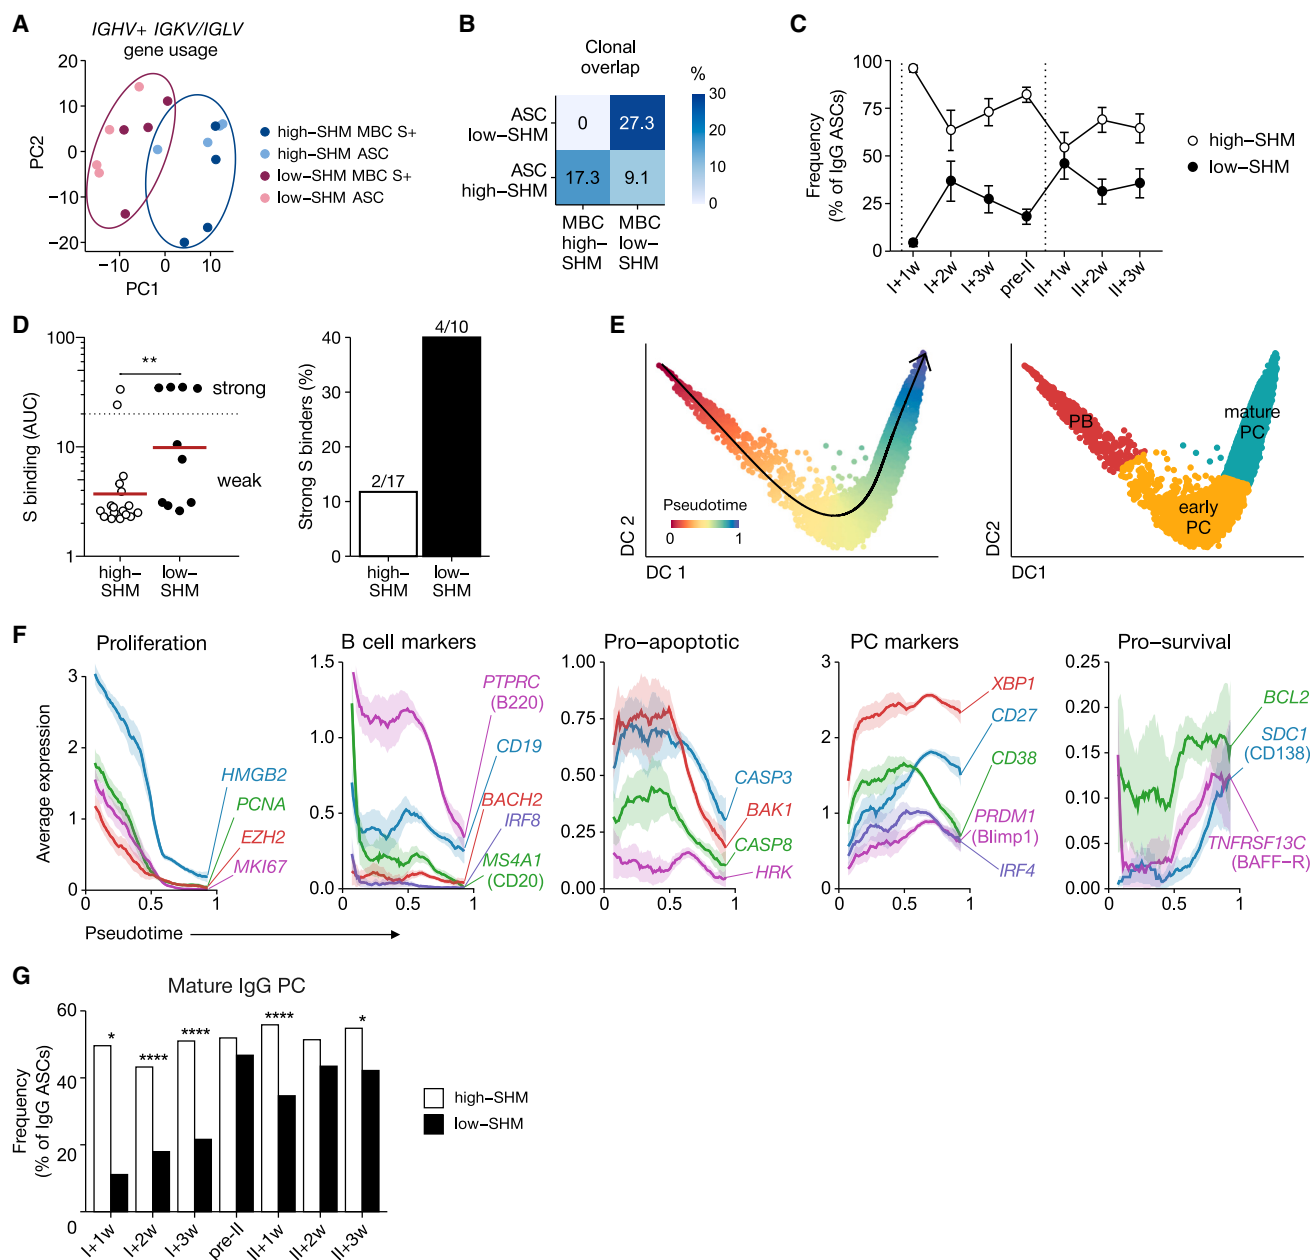 A
IGHV+ IGKV/IGLV
gene usage
20
10
0
−10
−20
PC2
−10
0
10
PC1
high−SHM MBC S+
high−SHM ASC
low−SHM MBC S+
low−SHM ASC
B
Clonal
overlap
ASC
low−SHM
ASC
high−SHM
0
27.3
17.3
9.1
MBC
high−
SHM
MBC
low−
SHM
%
30
20
10
0
C
Frequency
(% of IgG ASCs)
100
75
50
25
0
I+1w
I+2w
I+3w
pre-II
II+1w
II+2w
II+3w
high−SHM
low−SHM
D
S binding (AUC)
100
10
1
**
strong
weak
high−
SHM
low−
SHM
Strong S binders (%)
40
30
20
10
0
2/17
4/10
high−
SHM
low−
SHM
E
DC 2
Pseudotime
0
1
DC 1
DC2
PB
early
PC
mature
PC
DC1
F
Average expression
Proliferation
3
2
1
0
0
0.5
1
HMGB2
PCNA
EZH2
MKI67
Pseudotime
B cell markers
1.5
1.0
0.5
0.0
0
0.5
1
PTPRC
(B220)
CD19
BACH2
IRF8
MS4A1
(CD20)
Pro−apoptotic
1.00
0.75
0.50
0.25
0.00
0
0.5
1
CASP3
BAK1
CASP8
HRK
PC markers
3
2
1
0
0
0.5
1
XBP1
CD27
CD38
PRDM1
(Blimp1)
IRF4
Pro−survival
0.25
0.20
0.15
0.10
0.05
0.00
0
0.5
1
BCL2
SDC1
(CD138)
TNFRSF13C
(BAFF−R)
G
Mature IgG PC
Frequency
(% of IgG ASCs)
60
40
20
0
*
****
****
****
*
I+1w
I+2w
I+3w
pre-II
II+1w
II+2w
II+3w
high−SHM
low−SHM